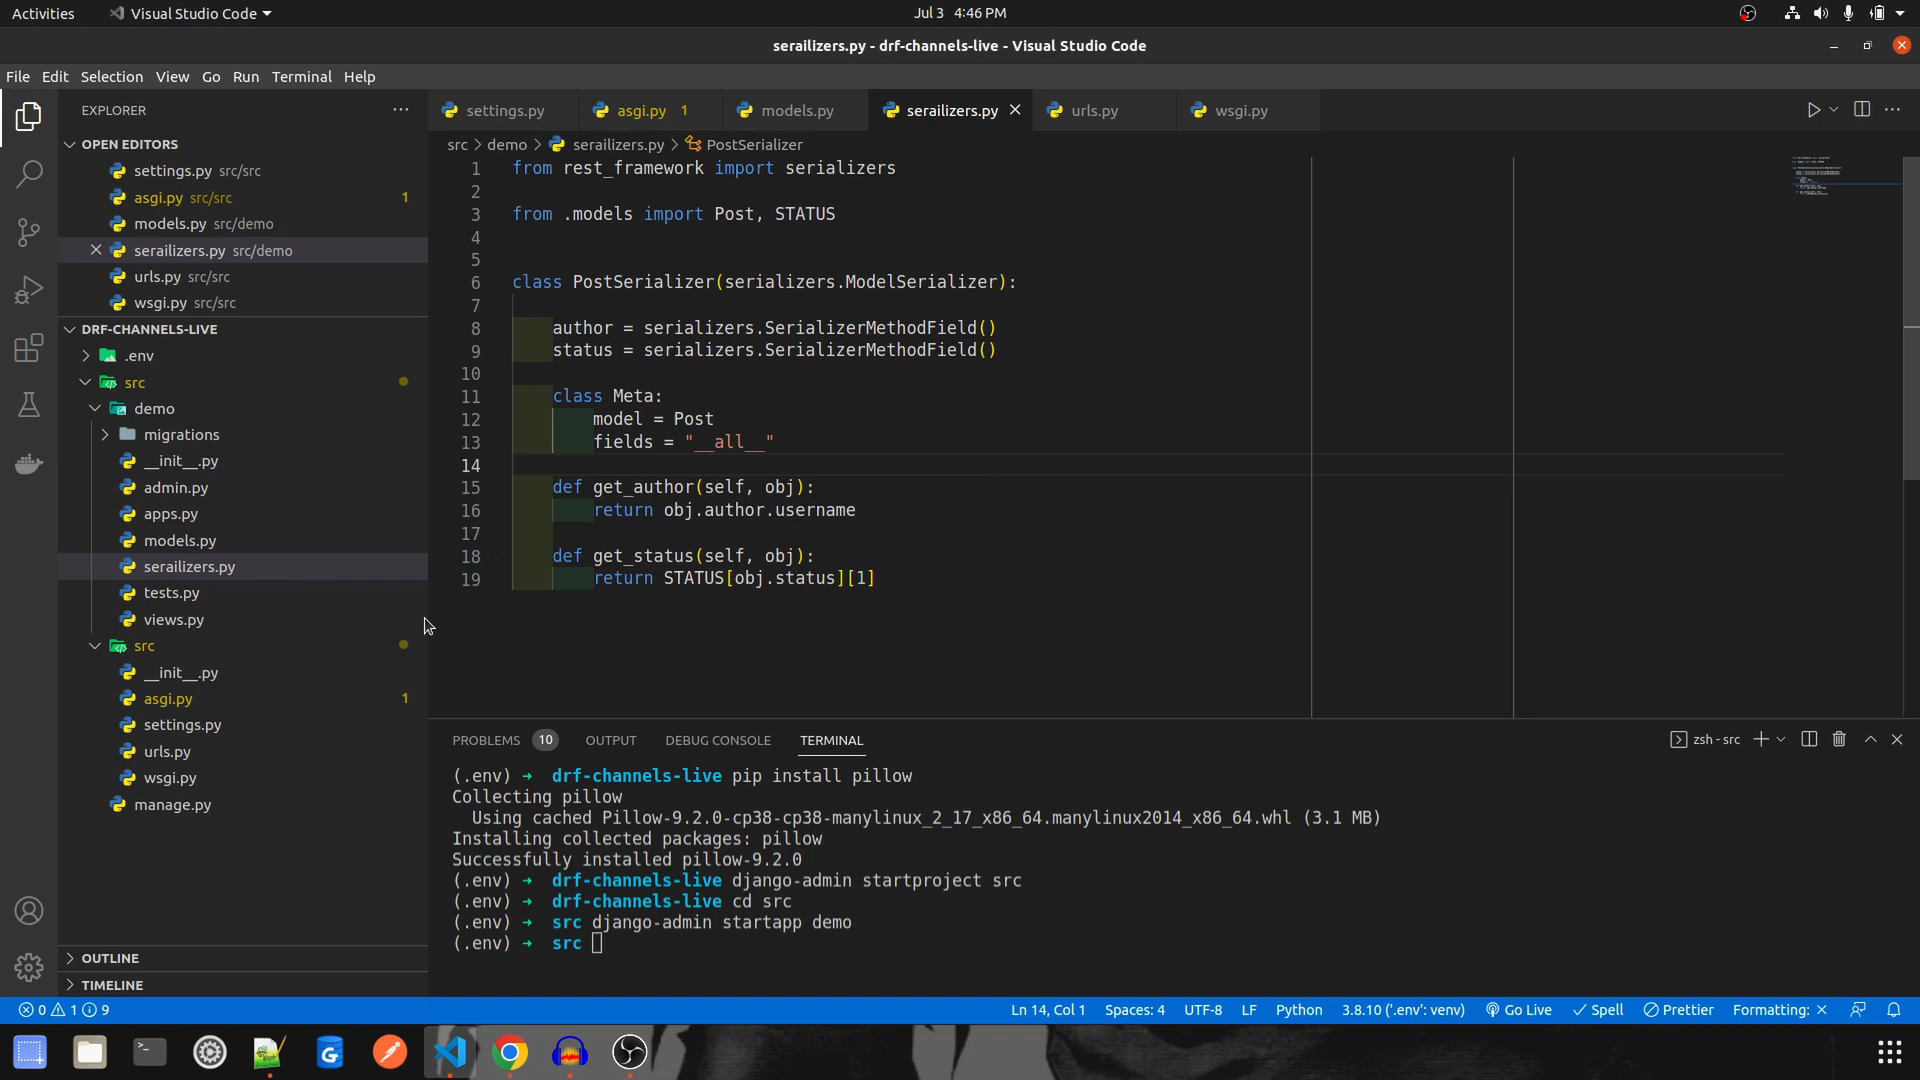 Activities
Visual Studio Code
Jul 3 4:46 PM
serailizers.py - drf-channels-live - Visual Studio Code
File Edit Selection View Go Run Terminal Help
EXPLORER
OPEN EDITORS
settings.py src/src
asgi.py src/src 1
models.py src/demo
serailizers.py src/demo
urls.py src/src
wsgi.py src/src
DRF-CHANNELS-LIVE
.env
src
demo
migrations
__init__.py
admin.py
apps.py
models.py
serailizers.py
tests.py
views.py
src
__init__.py
asgi.py 1
settings.py
urls.py
wsgi.py
manage.py
OUTLINE
TIMELINE
settings.py asgi.py 1 models.py serailizers.py urls.py wsgi.py
src > demo > serailizers.py > PostSerializer
1 from rest_framework import serializers
2
3 from .models import Post, STATUS
4
5
6 class PostSerializer(serializers.ModelSerializer):
7
8 author = serializers.SerializerMethodField()
9 status = serializers.SerializerMethodField()
10
11 class Meta:
12 model = Post
13 fields = "__all__"
14
15 def get_author(self, obj):
16 return obj.author.username
17
18 def get_status(self, obj):
19 return STATUS[obj.status][1]
PROBLEMS 10 OUTPUT DEBUG CONSOLE TERMINAL
zsh - src
(.env) → drf-channels-live pip install pillow
Collecting pillow
Using cached Pillow-9.2.0-cp38-cp38-manylinux_2_17_x86_64.manylinux2014_x86_64.whl (3.1 MB)
Installing collected packages: pillow
Successfully installed pillow-9.2.0
(.env) → drf-channels-live django-admin startproject src
(.env) → drf-channels-live cd src
(.env) → src django-admin startapp demo
(.env) → src
0 1 9
Ln 14, Col 1 Spaces: 4 UTF-8 LF Python 3.8.10 ('.env': venv) Go Live Spell Prettier Formatting: ×